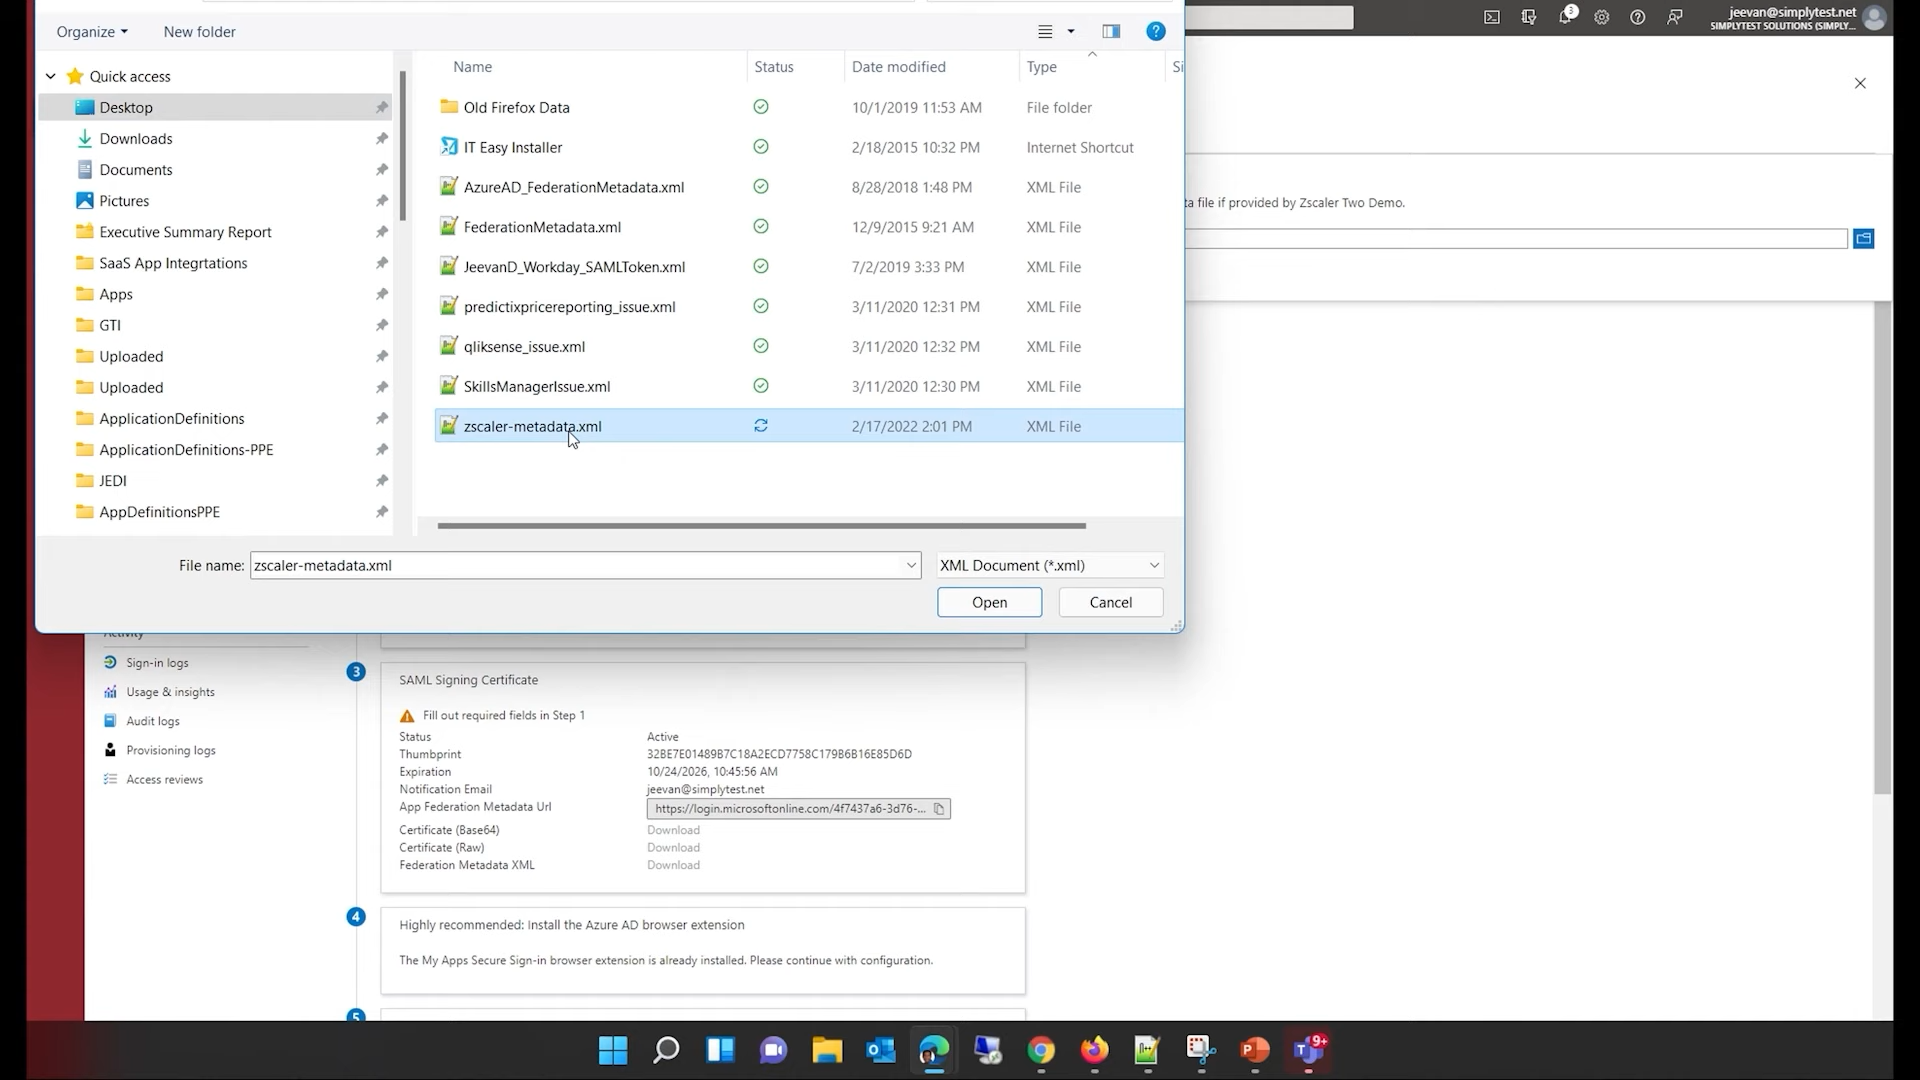 Organize
New folder
jeevan@simplytest.net
SIMPLYTEST SOLUTIONS (SIMPLY...
3
Name
Status
Date modified
Type
Si
Quick access
Desktop
Downloads
Documents
Pictures
Executive Summary Report
SaaS App Integrtations
Apps
GTI
Uploaded
Uploaded
ApplicationDefinitions
ApplicationDefinitions-PPE
JEDI
AppDefinitionsPPE
Old Firefox Data
10/1/2019 11:53 AM
File folder
IT Easy Installer
2/18/2015 10:32 PM
Internet Shortcut
AzureAD_FederationMetadata.xml
8/28/2018 1:48 PM
XML File
FederationMetadata.xml
12/9/2015 9:21 AM
XML File
JeevanD_Workday_SAMLToken.xml
7/2/2019 3:33 PM
XML File
predictixpricereporting_issue.xml
3/11/2020 12:31 PM
XML File
qliksense_issue.xml
3/11/2020 12:32 PM
XML File
SkillsManagerIssue.xml
3/11/2020 12:30 PM
XML File
zscaler-metadata.xml
2/17/2022 2:01 PM
XML File
ta file if provided by Zscaler Two Demo.
File name:
zscaler-metadata.xml
XML Document (*.xml)
Open
Cancel
Activity
Sign-in logs
Usage & insights
Audit logs
Provisioning logs
Access reviews
3
SAML Signing Certificate
Fill out required fields in Step 1
Status
Active
Thumbprint
32BE7E01489B7C18A2ECD7758C179B6B16E85D6D
Expiration
10/24/2026, 10:45:56 AM
Notification Email
jeevan@simplytest.net
App Federation Metadata Url
https://login.microsoftonline.com/4f7437a6-3d76-...
Certificate (Base64)
Download
Certificate (Raw)
Download
Federation Metadata XML
Download
4
Highly recommended: Install the Azure AD browser extension
The My Apps Secure Sign-in browser extension is already installed. Please continue with configuration.
5
9+